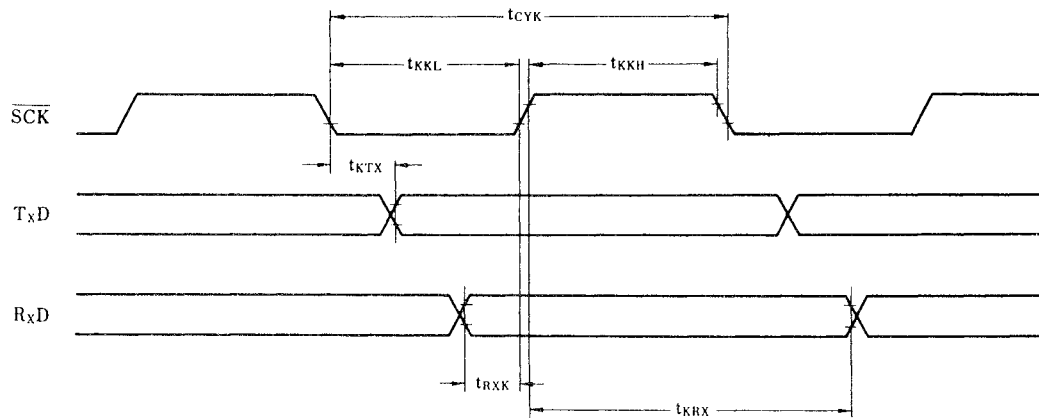 tCYK
tKKL
tKKH
SCK
tKTX
TXD
RXD
tRXK
tKRX